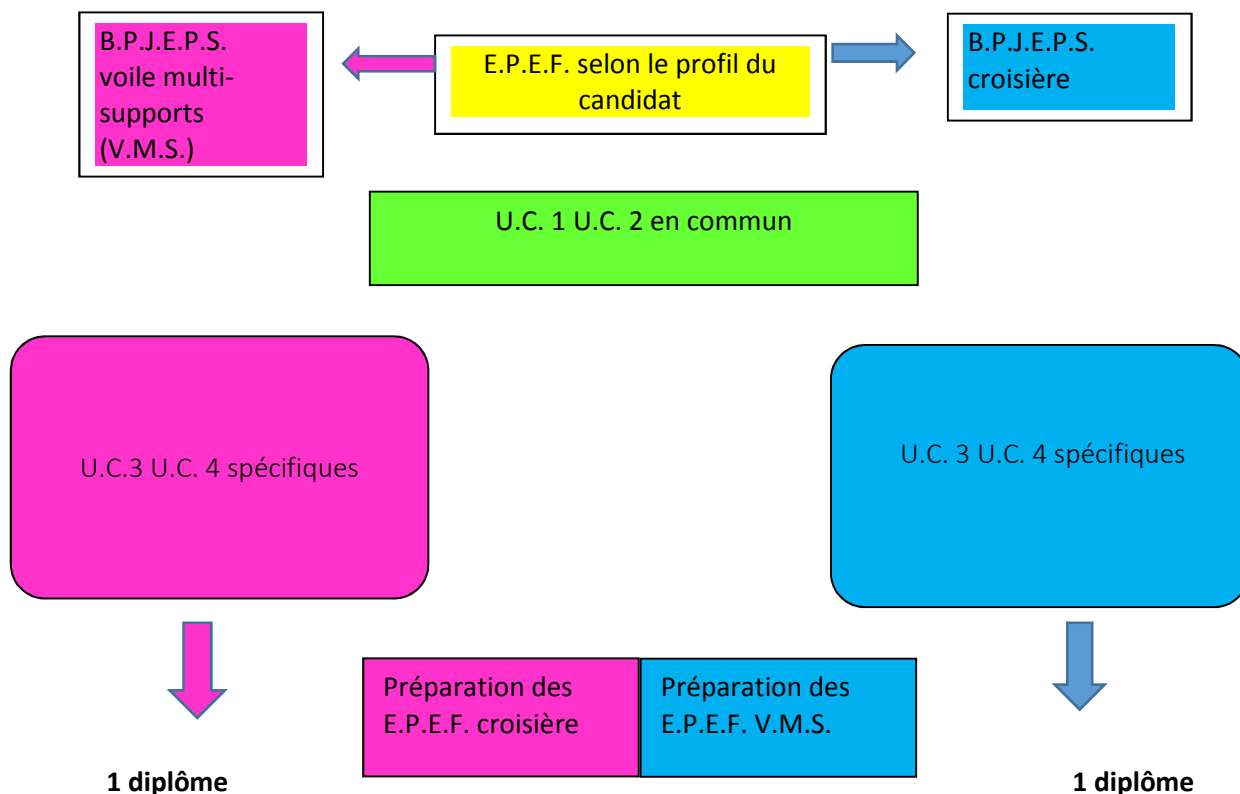 B.P.J.E.P.S.
voile multi-
supports
(V.M.S.)
E.P.E.F. selon le profil du
candidat
B.P.J.E.P.S.
croisière
U.C. 1 U.C. 2 en commun
U.C.3 U.C. 4 spécifiques
U.C. 3 U.C. 4 spécifiques
Préparation des
E.P.E.F. croisière
Préparation des
E.P.E.F. V.M.S.
1 diplôme
1 diplôme